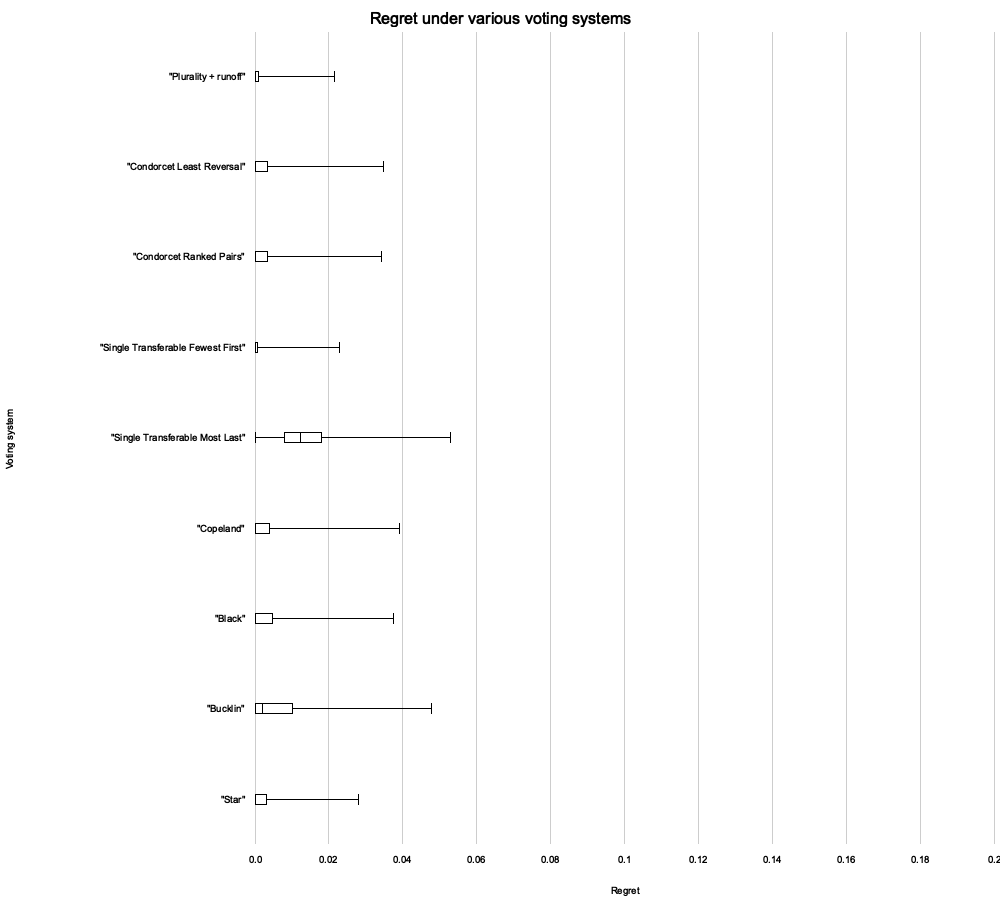 Regret under various voting systems
"Plurality + runoff"
"Condorcet Least Reversal"
"Condorcet Ranked Pairs"
"Single Transferable Fewest First"
"Single Transferable Most Last"
"Copeland"
"Black"
"Bucklin"
"Star"
Voting system
0.0 0.02 0.04 0.06 0.08 0.1 0.12 0.14 0.16 0.18 0.2
Regret